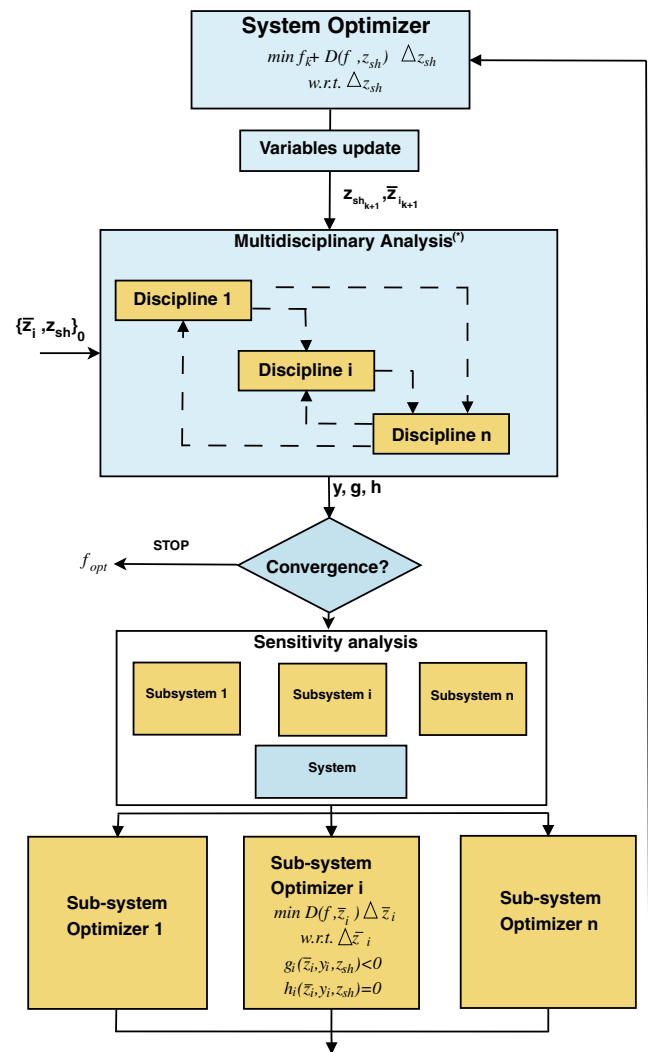 System Optimizer
min f_k+ D(f ,z_sh) △z_sh
w.r.t. △z_sh
Variables update
z_sh_k+1, z̅_i_k+1
Multidisciplinary Analysis(*)
{z̅_i ,z_sh}_0
Discipline 1
Discipline i
Discipline n
y, g, h
Convergence?
STOP
f_opt
Sensitivity analysis
Subsystem 1
Subsystem i
Subsystem n
System
Sub-system
Optimizer 1
Sub-system
Optimizer i
min D(f,z̅_i) △z̅_i
w.r.t. △z̅_i
g_i(z̅_i,y_i,z_sh)<0
h_i(z̅_i,y_i,z_sh)=0
Sub-system
Optimizer n